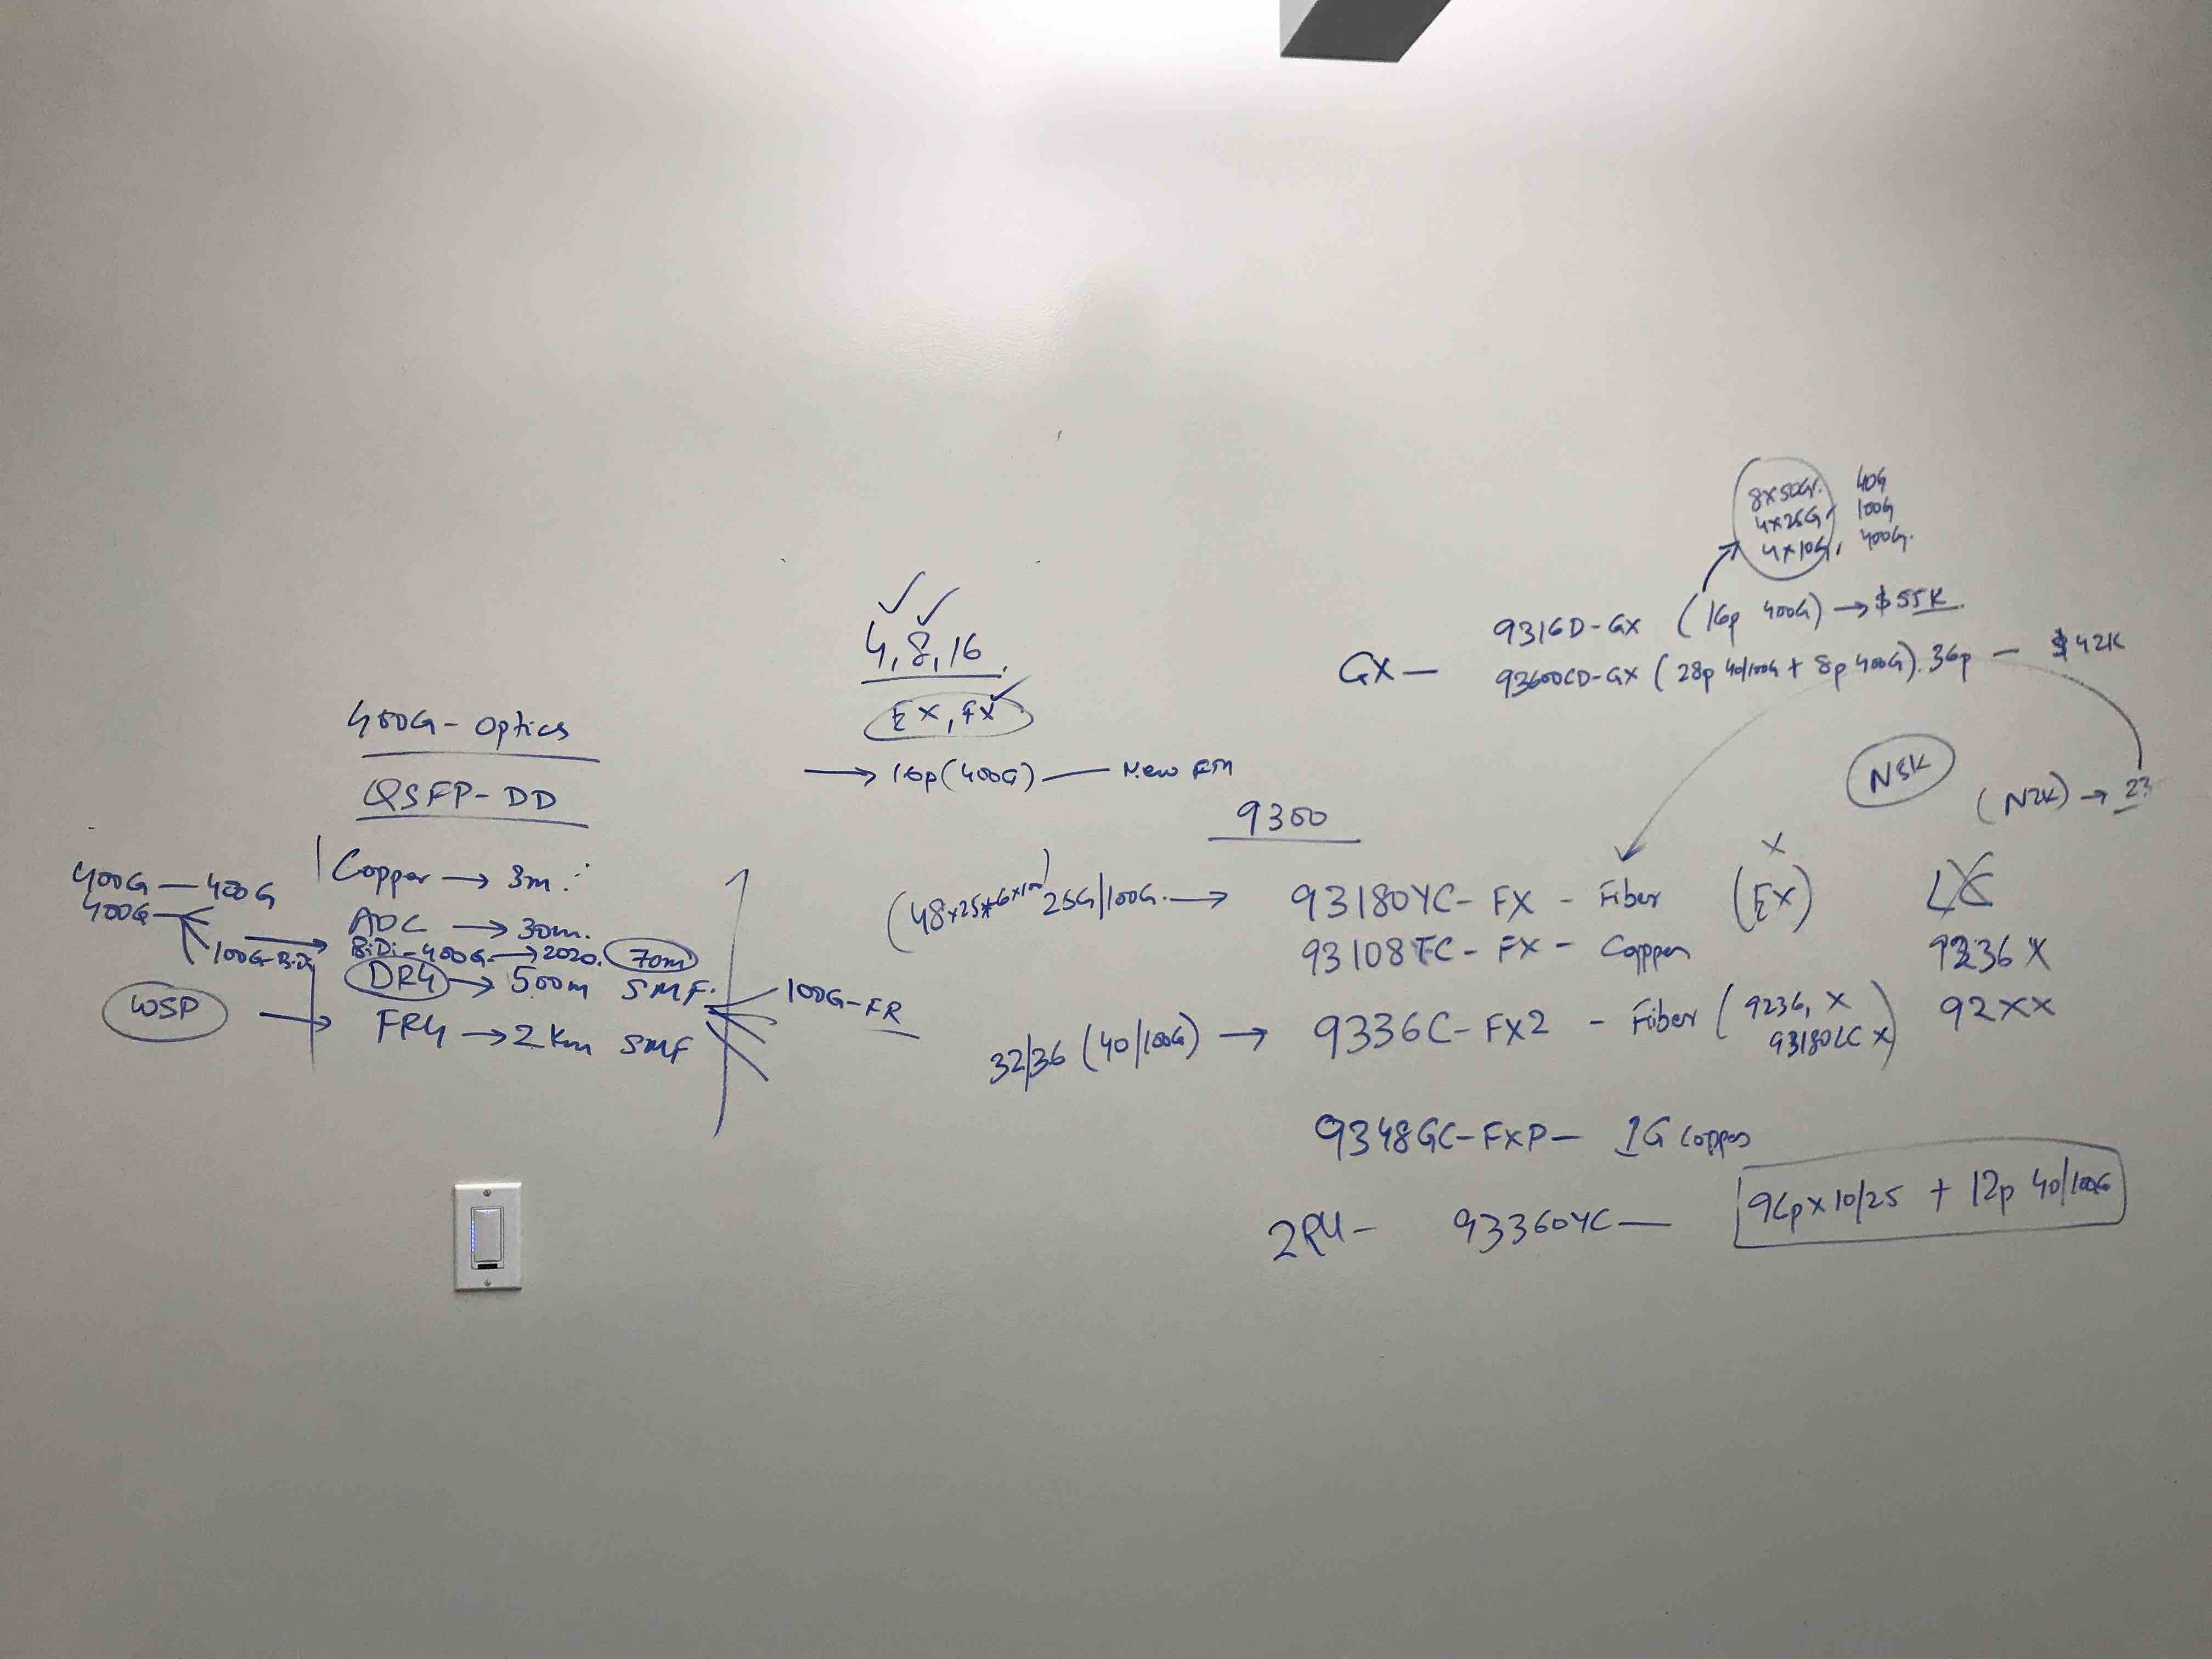 400G - Optics
QSFP-DD
Copper → 3m.
AOC → 30m.
BiDi - 400G → 2020. 70m
DR4 → 500m SMF.
FR4 → 2 Km SMF
400G — 400G
400G
100G-BiDi
WSP
100G-FR
4, 8, 16
EX, FX
→ 16p (400G) — New FM
9300
(48x25+6x100) 25G/100G. → 93180YC- FX - Fiber (EX) X
93108TC - FX - Copper
32/36 (40/100G) → 9336C- FX2 - Fiber (9236, X
93180LC X)
9348GC-FXP — 1G Copper
2RU - 93360YC — 96p x 10/25 + 12p 40/100G
8x50G. 40G
4x25G, 100G
4x10G, 400G.
9316D-GX (16p 400G) → $55K
GX — 93600CD-GX (28p 40/100G + 8p 400G). 36p — $42K
N5K
(N2K) → 23
9236 X
92XX